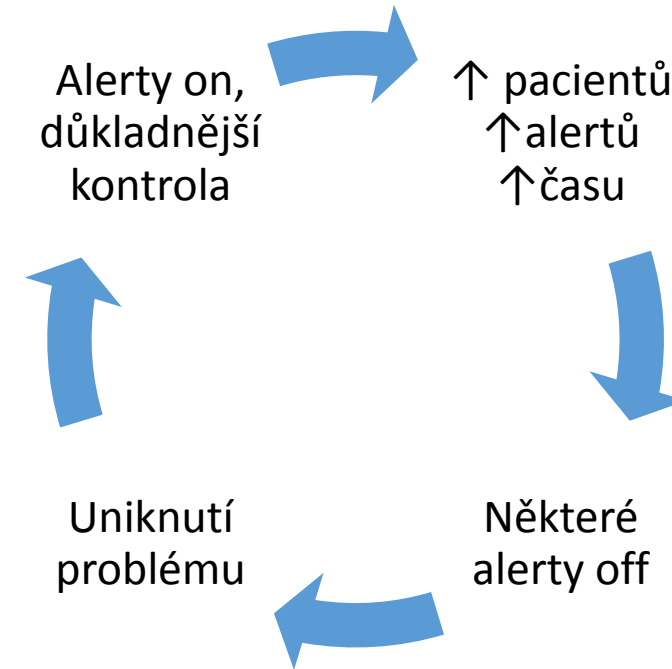 Alerty on,
důkladnější
kontrola
↑ pacientů
↑alertů
↑času
Některé
alerty off
Uniknutí
problému